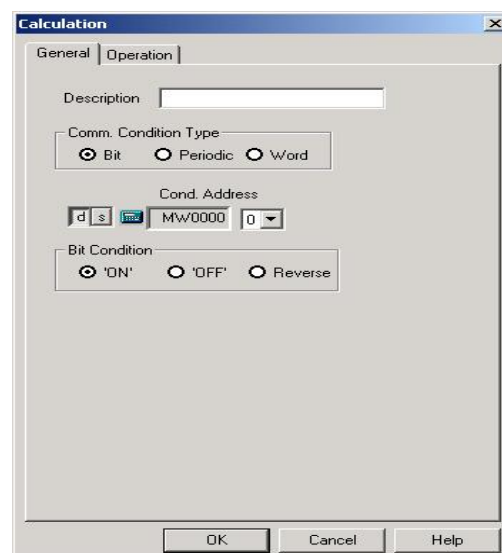 Calculation
General Operation
Description
Comm. Condition Type
Bit Periodic Word
Cond. Address
d s MW0000 0
Bit Condition
'ON' 'OFF' Reverse
OK Cancel Help